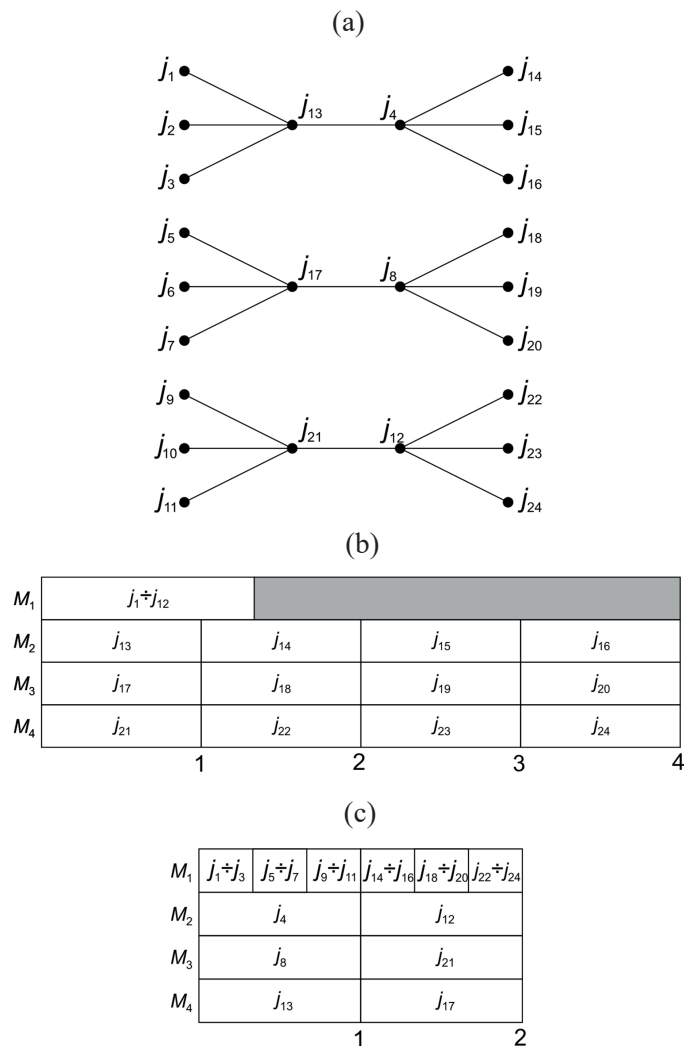 (a)
j₁ j₁₄
j₁₃ j₄
j₂ j₁₅
j₃ j₁₆
j₅ j₁₈
j₁₇ j₈
j₆ j₁₉
j₇ j₂₀
j₉ j₂₂
j₂₁ j₁₂
j₁₀ j₂₃
j₁₁ j₂₄
(b)
M₁ j₁÷j₁₂
M₂ j₁₃ j₁₄ j₁₅ j₁₆
M₃ j₁₇ j₁₈ j₁₉ j₂₀
M₄ j₂₁ j₂₂ j₂₃ j₂₄
1 2 3 4
(c)
M₁ j₁÷j₃ j₅÷j₇ j₉÷j₁₁ j₁₄÷j₁₆ j₁₈÷j₂₀ j₂₂÷j₂₄
M₂ j₄ j₁₂
M₃ j₈ j₂₁
M₄ j₁₃ j₁₇
1 2